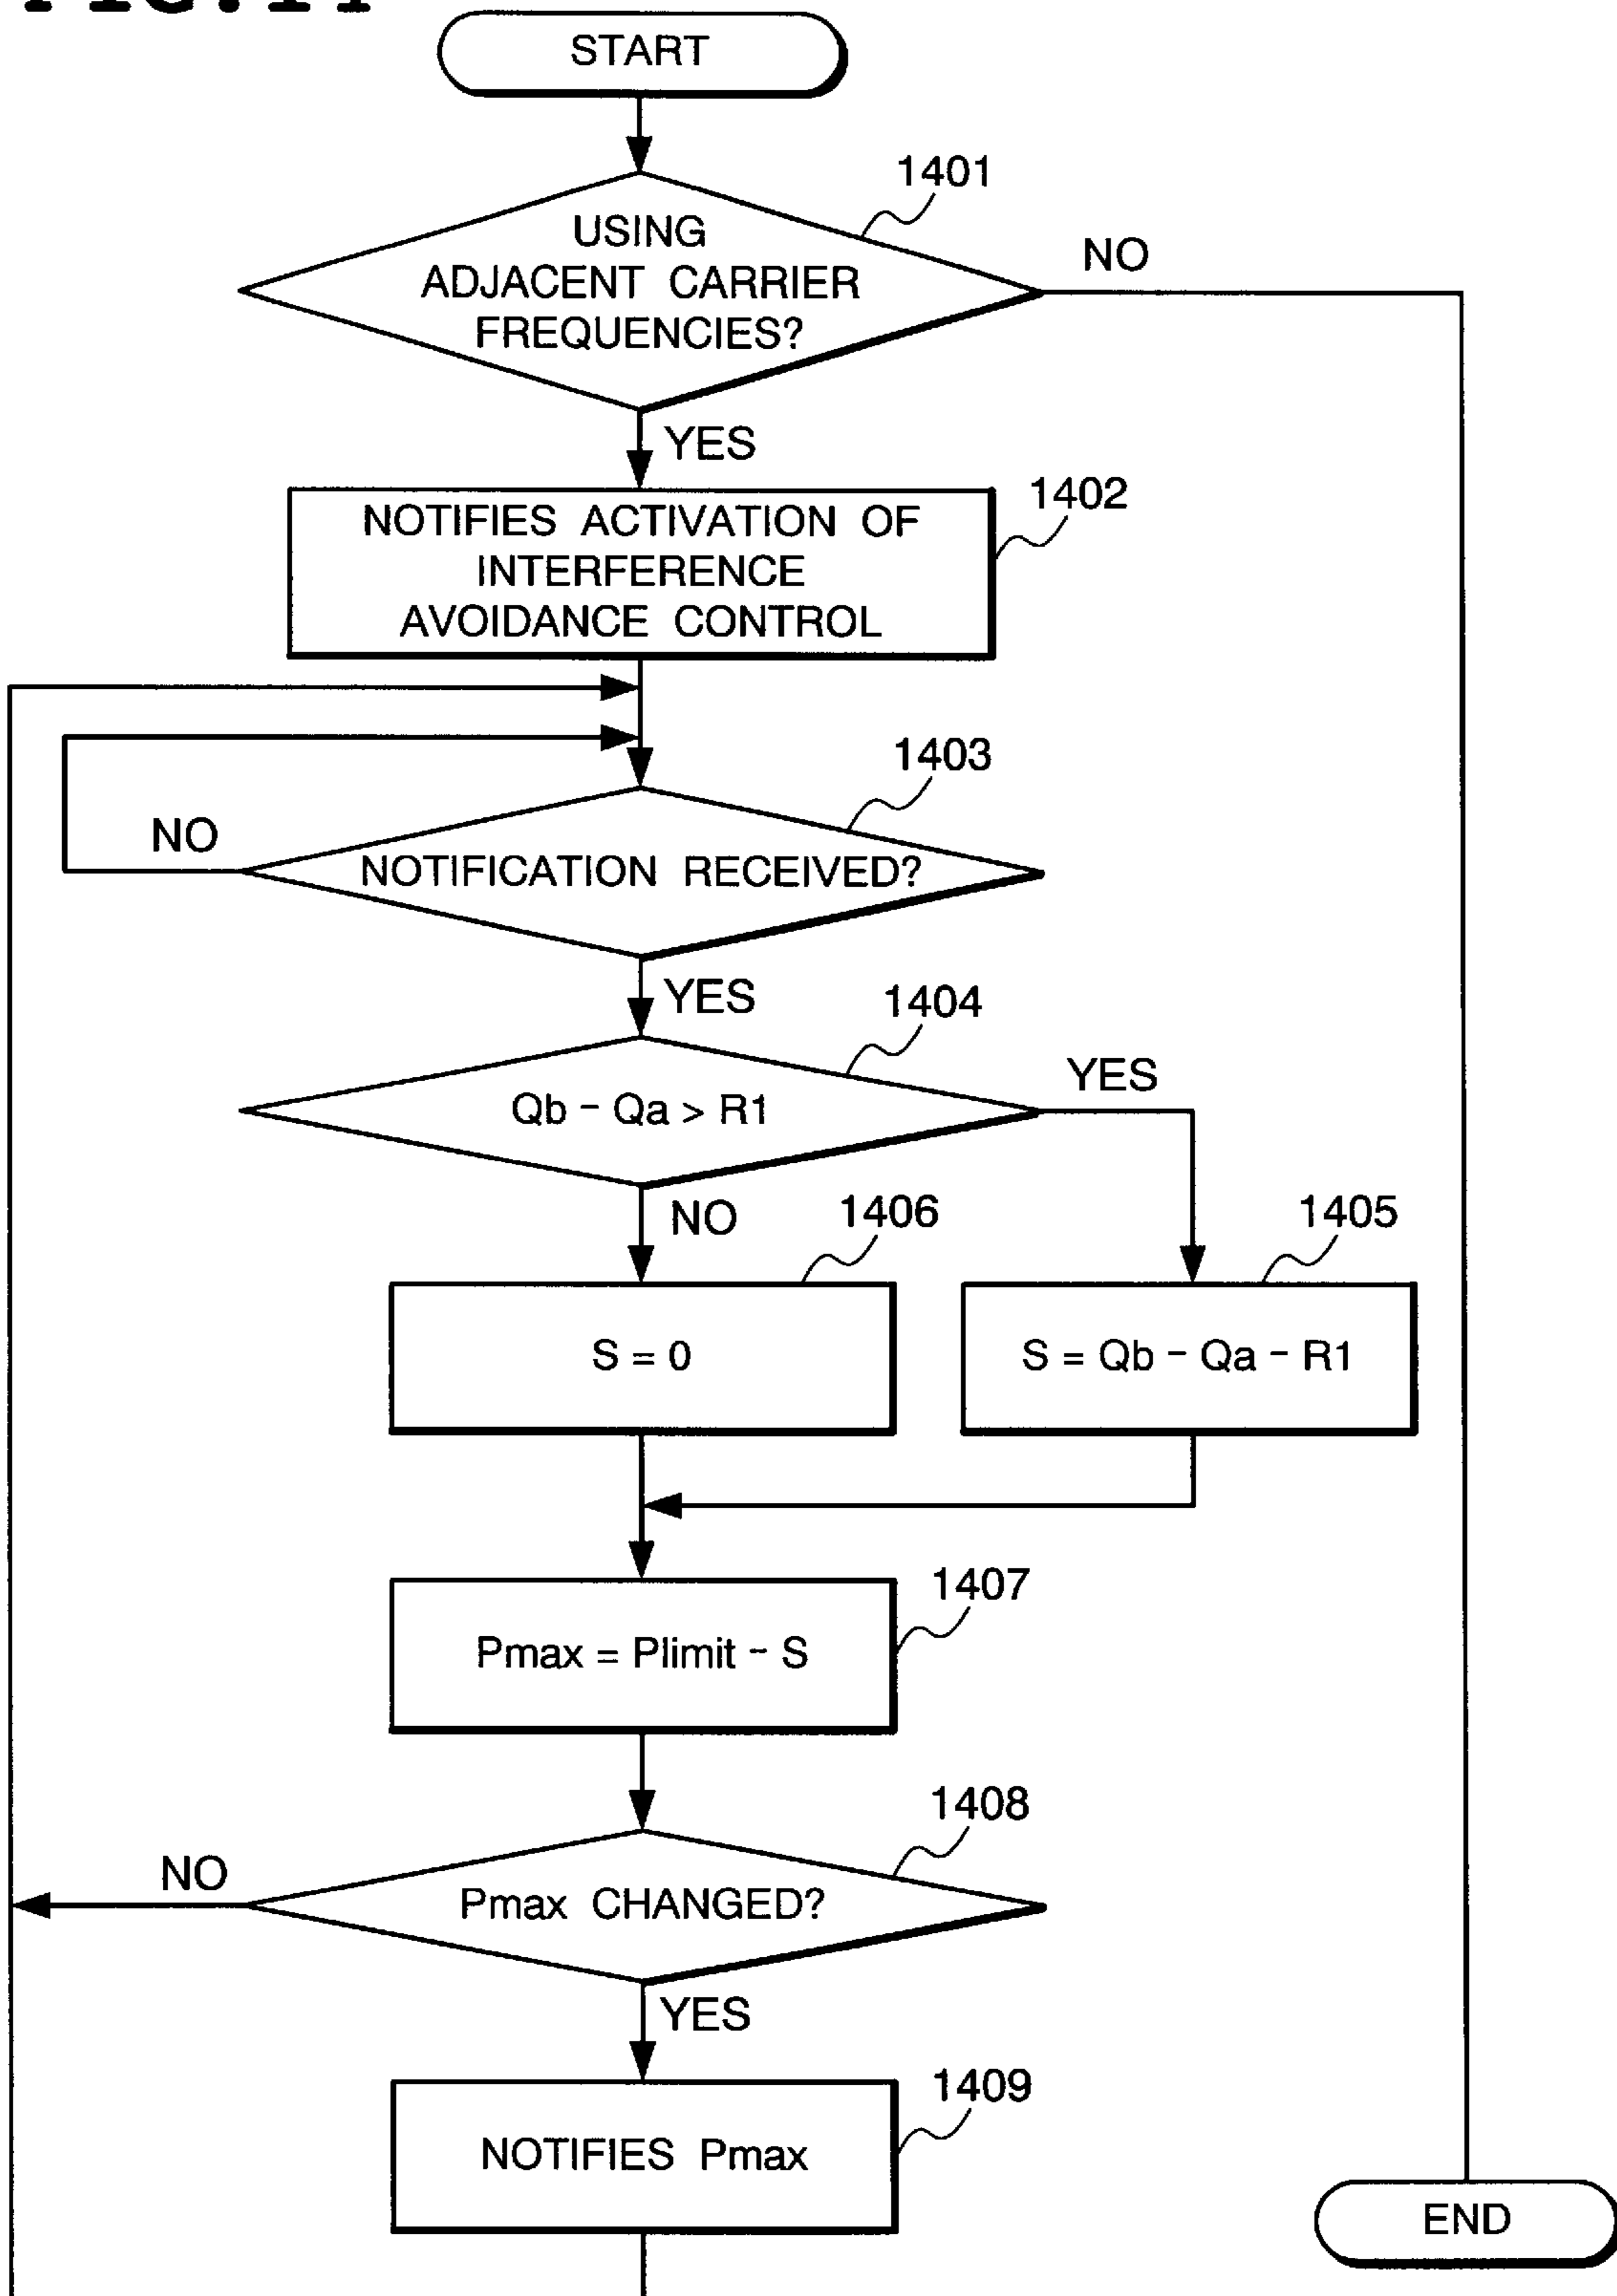 START
1401
USING
ADJACENT CARRIER
FREQUENCIES?
NO
YES
1402
NOTIFIES ACTIVATION OF
INTERFERENCE
AVOIDANCE CONTROL
1403
NO
NOTIFICATION RECEIVED?
YES
1404
YES
Qb - Qa > R1
NO
1406
1405
S = 0
S = Qb - Qa - R1
1407
Pmax = Plimit - S
1408
NO
Pmax CHANGED?
YES
1409
NOTIFIES Pmax
END